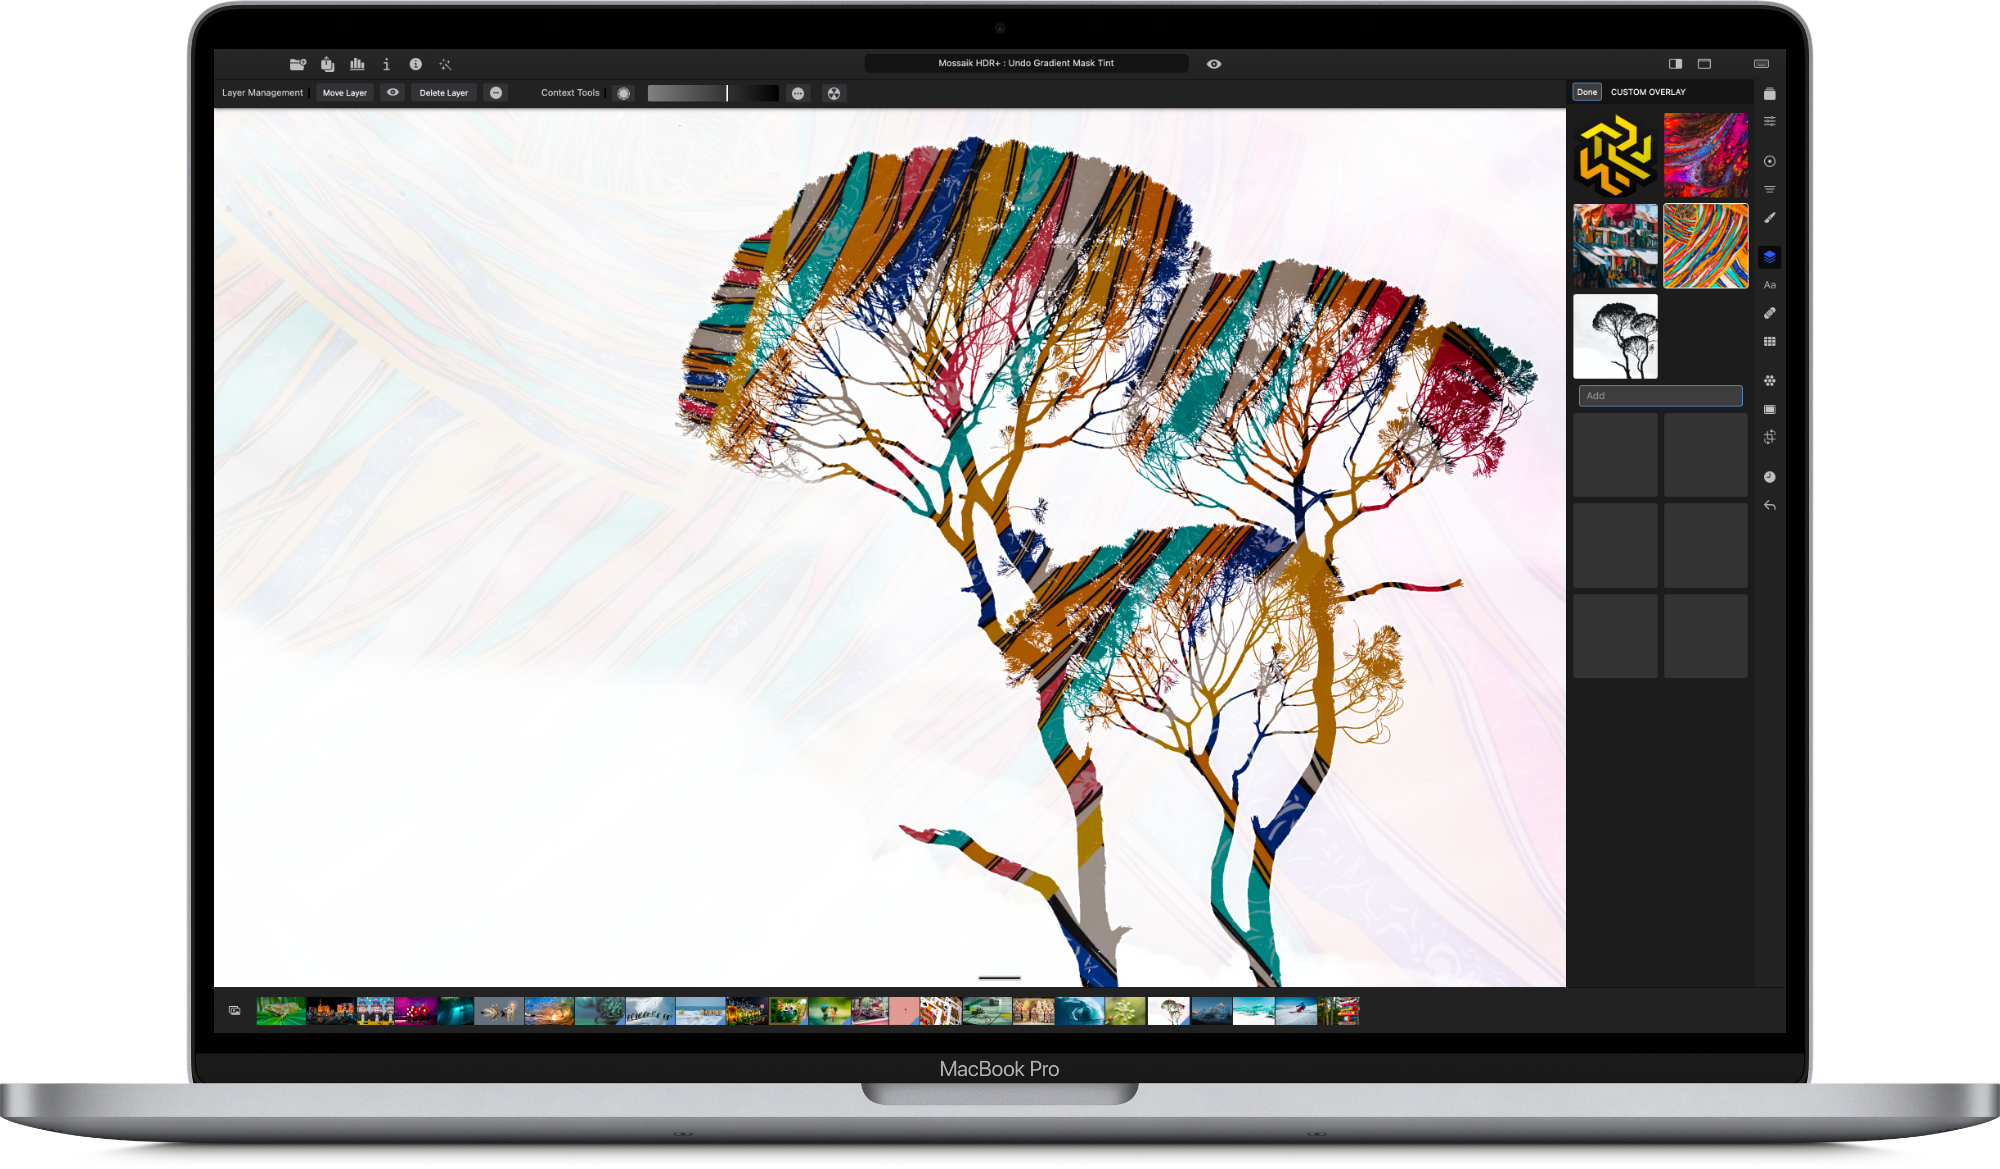 Mossaik HDR+ : Undo Gradient Mask Tint
Layer Management
Move Layer
Delete Layer
Context Tools
Done
CUSTOM OVERLAY
Aa
Add
MacBook Pro